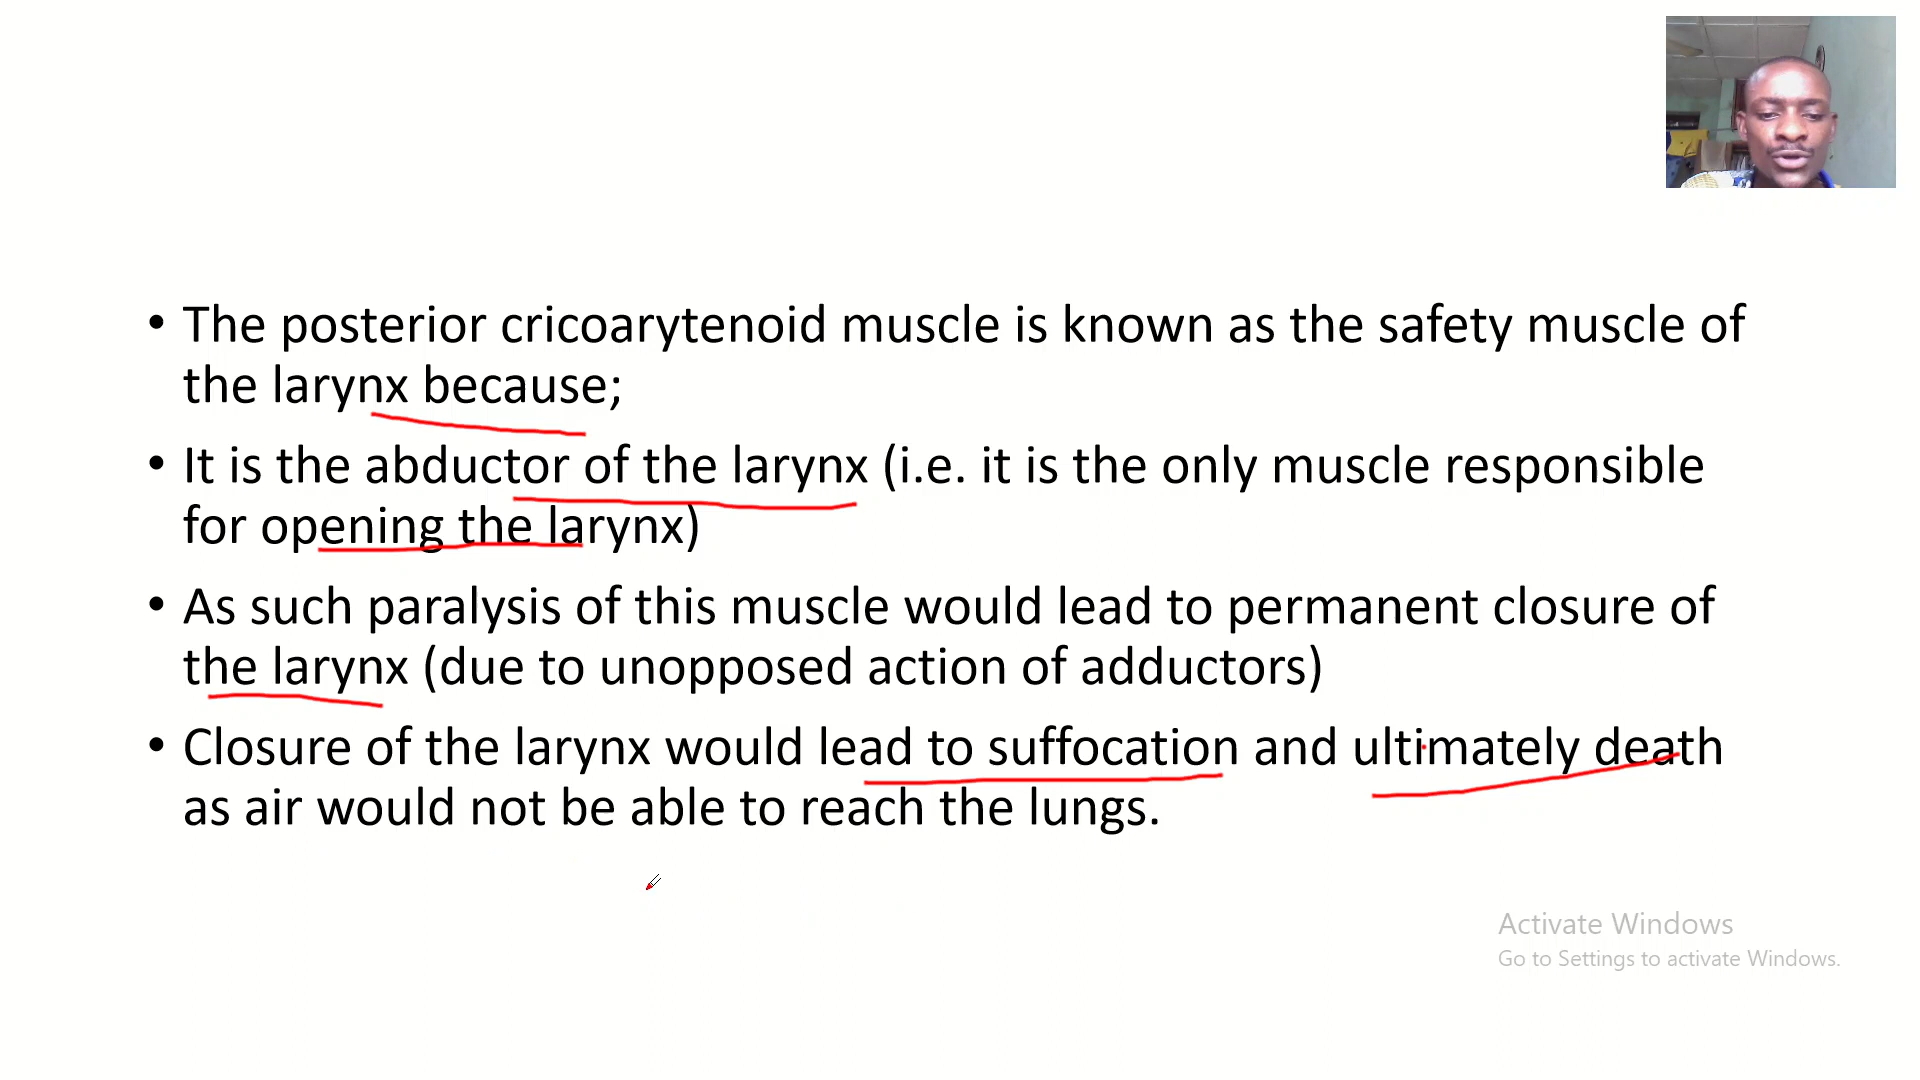 • The posterior cricoarytenoid muscle is known as the safety muscle of
the larynx because;
• It is the abductor of the larynx (i.e. it is the only muscle responsible
for opening the larynx)
• As such paralysis of this muscle would lead to permanent closure of
the larynx (due to unopposed action of adductors)
• Closure of the larynx would lead to suffocation and ultimately death
as air would not be able to reach the lungs.
Activate Windows
Go to Settings to activate Windows.